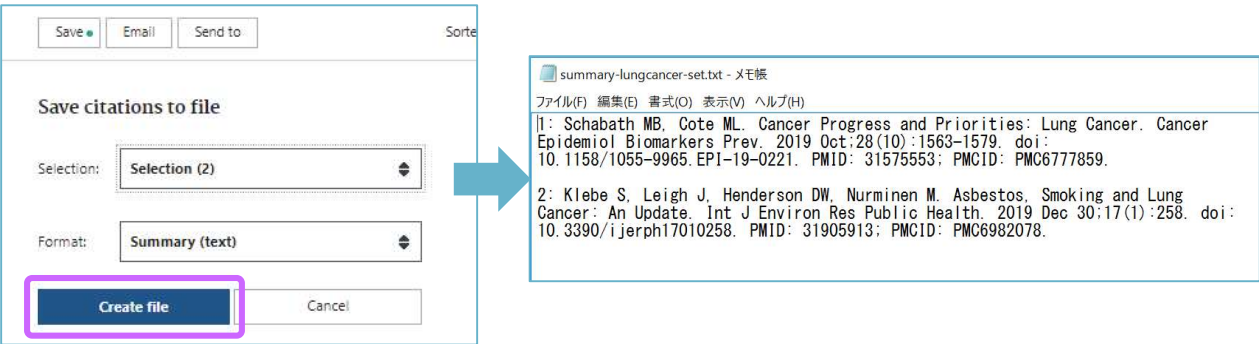 Save Email Send to Sorte
Save citations to file
Selection: Selection (2)
Format: Summary (text)
Create file Cancel
summary-lungcancer-set.txt - メモ帳
ファイル(F) 編集(E) 書式(O) 表示(V) ヘルプ(H)
1: Schabath MB, Cote ML. Cancer Progress and Priorities: Lung Cancer. Cancer
Epidemiol Biomarkers Prev. 2019 Oct;28(10):1563-1579. doi:
10.1158/1055-9965.EPI-19-0221. PMID: 31575553; PMCID: PMC6777859.
2: Klebe S, Leigh J, Henderson DW, Nurminen M. Asbestos, Smoking and Lung
Cancer: An Update. Int J Environ Res Public Health. 2019 Dec 30;17(1):258. doi:
10.3390/ijerph17010258. PMID: 31905913; PMCID: PMC6982078.